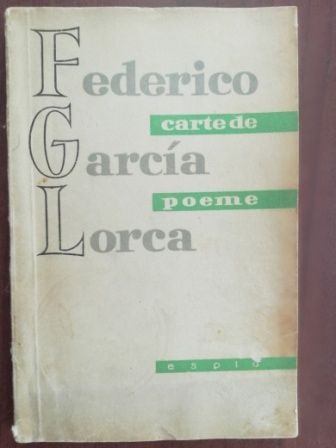 Federico
carte de
García
poeme
Lorca
espla